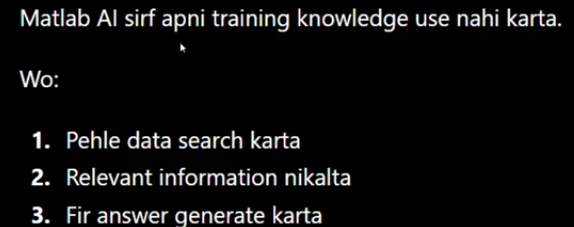 Matlab AI sirf apni training knowledge use nahi karta.
Wo:
1. Pehle data search karta
2. Relevant information nikalta
3. Fir answer generate karta